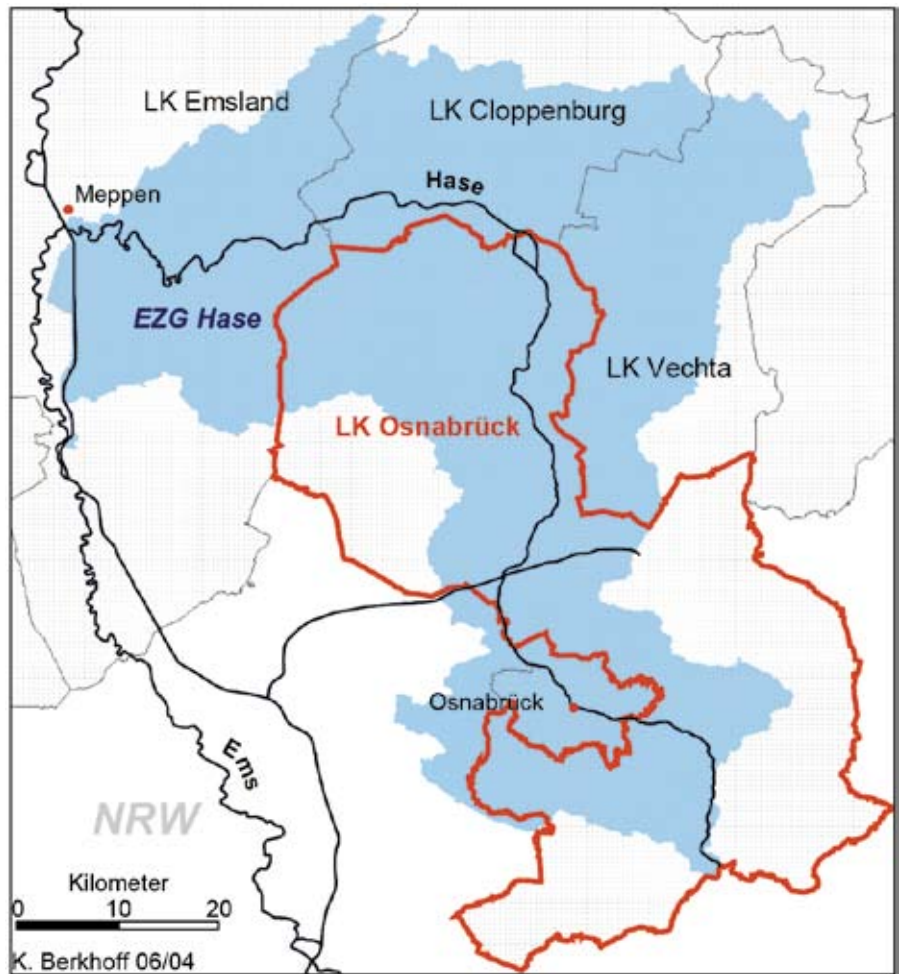 LK Emsland
LK Cloppenburg
Meppen
Hase
EZG Hase
LK Vechta
LK Osnabrück
Osnabrück
Ems
NRW
Kilometer
0 10 20
K. Berkhoff 06/04